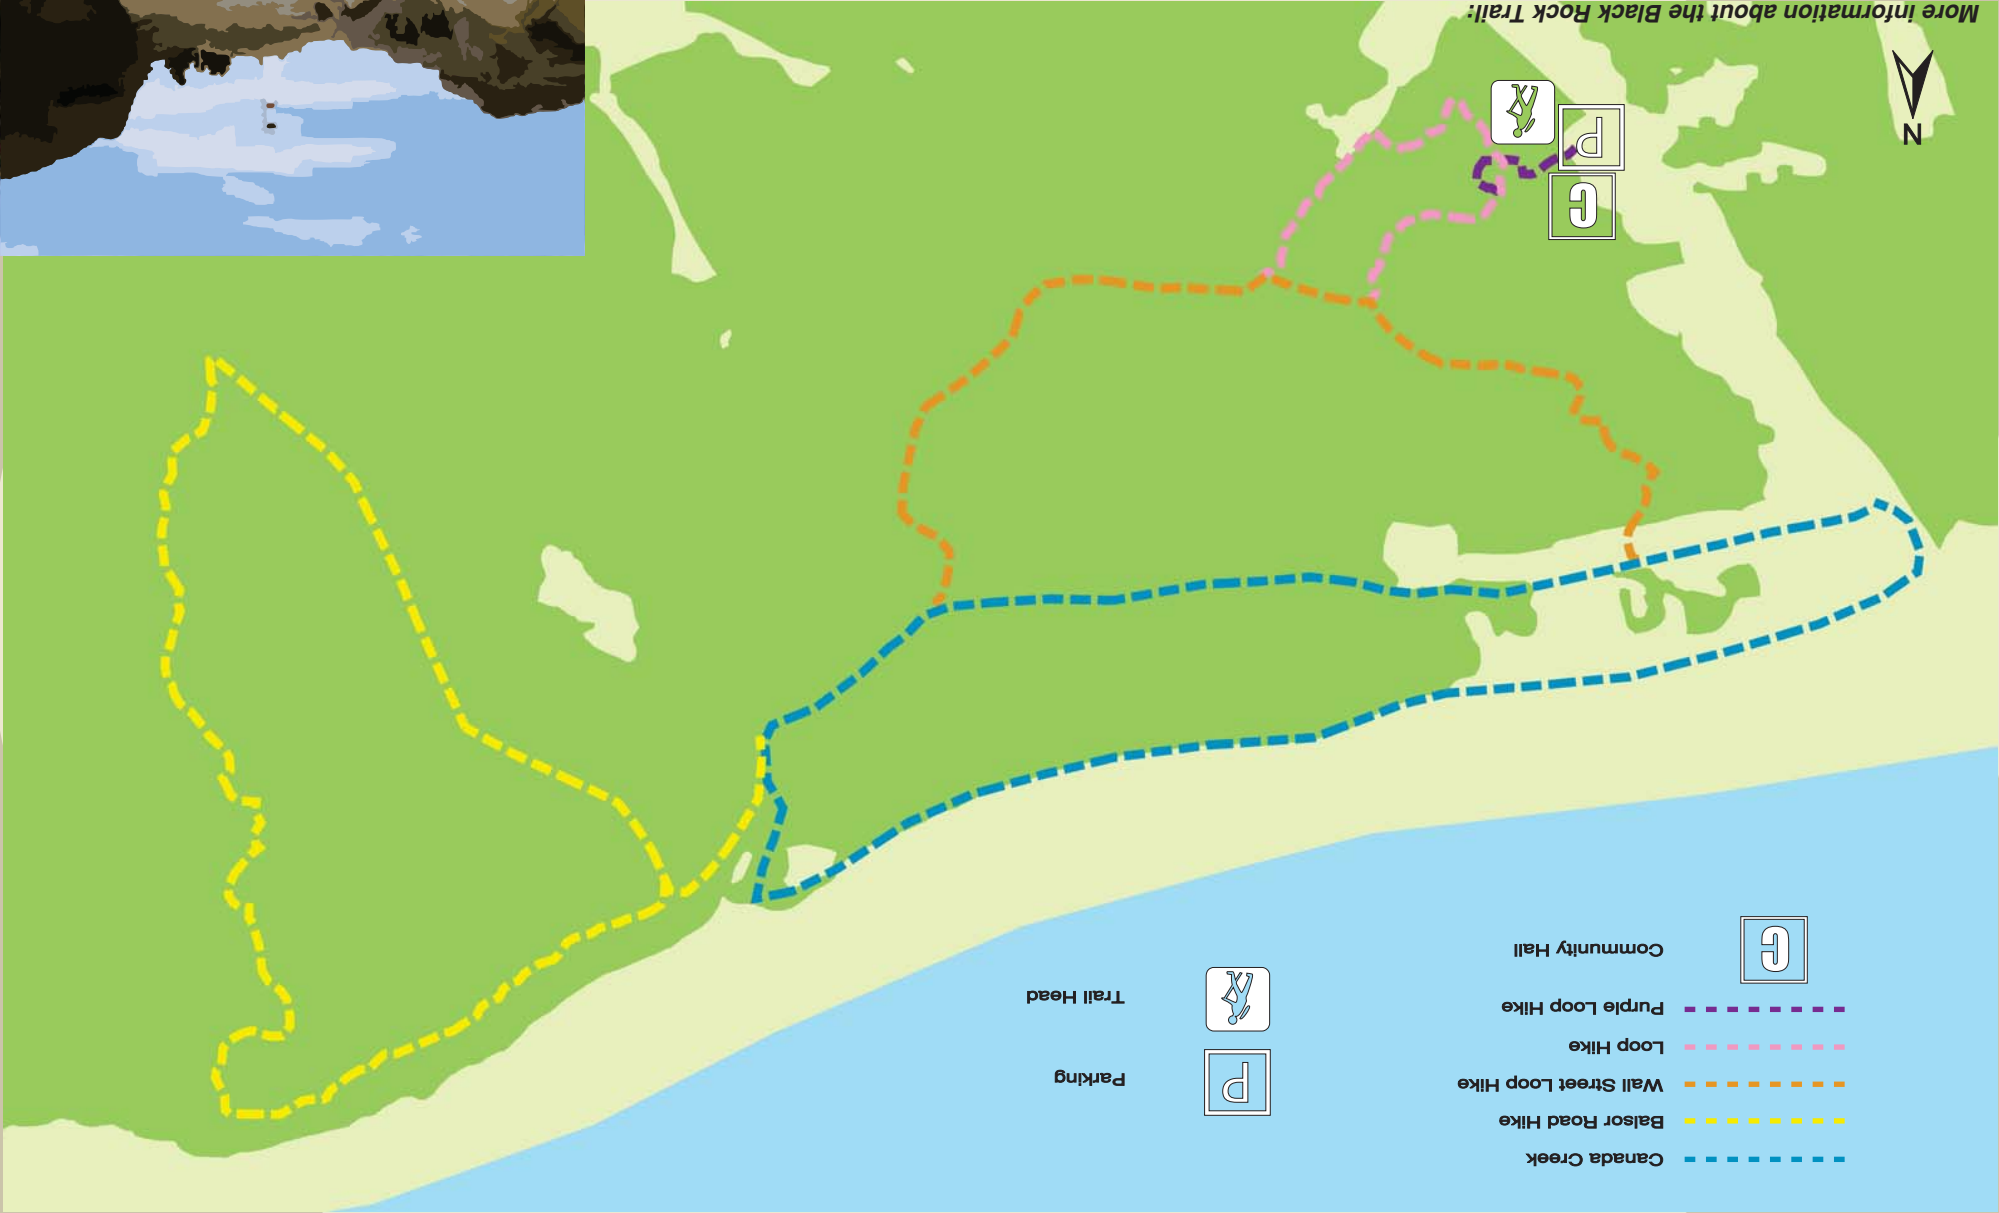 Canada Creek
Balsor Road Hike
Wall Street Loop Hike
Loop Hike
Purple Loop Hike
C
Community Hall
P
Parking
Trail Head
C
P
N
More information about the Black Rock Trail: